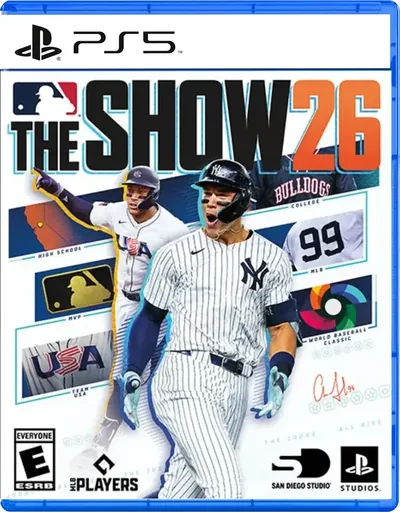 PS5
THE SHOW 26
BULLDOGS
COLLEGE
HIGH SCHOOL
USA
99
MLB
MVP
WORLD BASEBALL
CLASSIC
USA
TEAM
USA
EVERYONE
E
ESRB
MLB PLAYERS
SAN DIEGO STUDIO
PlayStation
STUDIOS